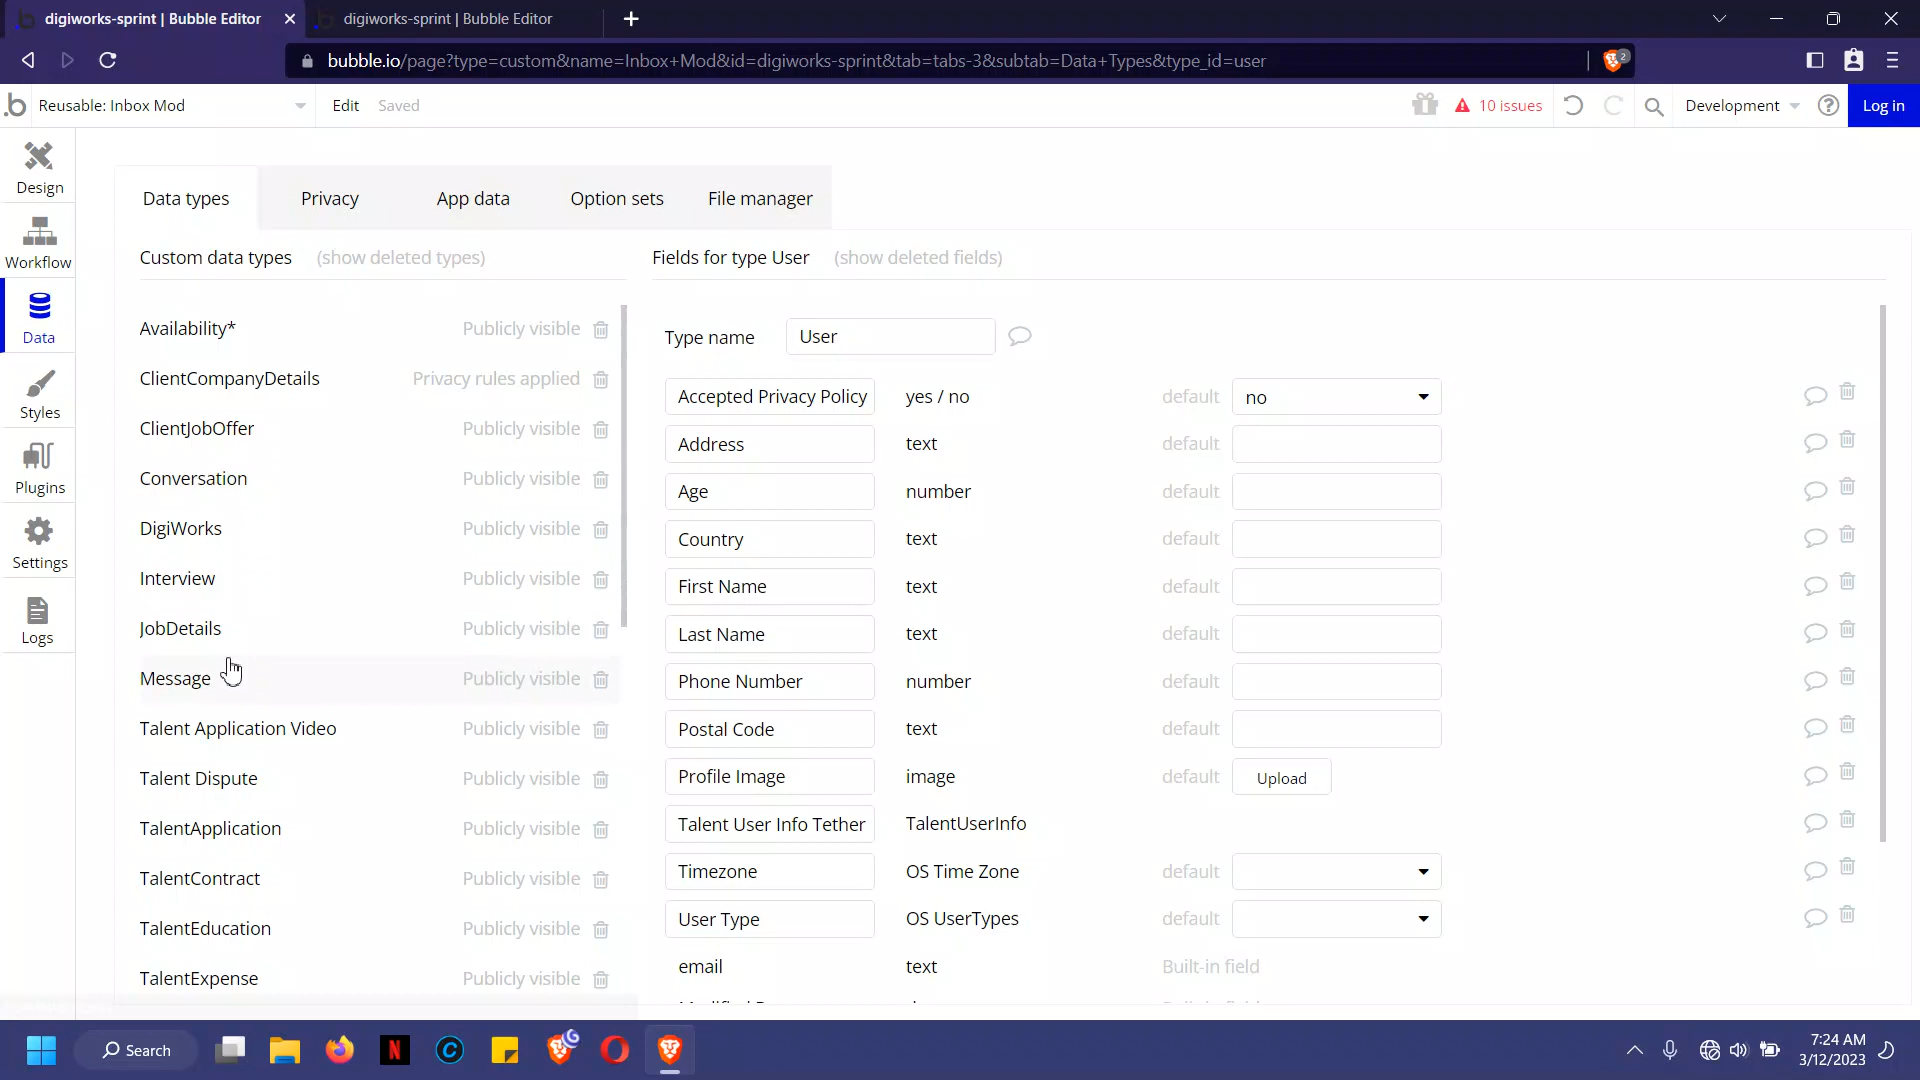 digiworks-sprint | Bubble Editor
digiworks-sprint | Bubble Editor
bubble.io/page?type=custom&name=Inbox+Mod&id=digiworks-sprint&tab=tabs-3&subtab=Data+Types&type_id=user
2
Reusable: Inbox Mod
Edit
Saved
10 issues
Development
Log in
Design
Workflow
Data
Styles
Plugins
Settings
Logs
Data types
Privacy
App data
Option sets
File manager
Custom data types (show deleted types)
Availability* Publicly visible
ClientCompanyDetails Privacy rules applied
ClientJobOffer Publicly visible
Conversation Publicly visible
DigiWorks Publicly visible
Interview Publicly visible
JobDetails Publicly visible
Message Publicly visible
Talent Application Video Publicly visible
Talent Dispute Publicly visible
TalentApplication Publicly visible
TalentContract Publicly visible
TalentEducation Publicly visible
TalentExpense Publicly visible
Fields for type User (show deleted fields)
Type name User
Accepted Privacy Policy yes / no default no
Address text default
Age number default
Country text default
First Name text default
Last Name text default
Phone Number number default
Postal Code text default
Profile Image image default Upload
Talent User Info Tether TalentUserInfo
Timezone OS Time Zone default
User Type OS UserTypes default
email text Built-in field
Search
7:24 AM
3/12/2023